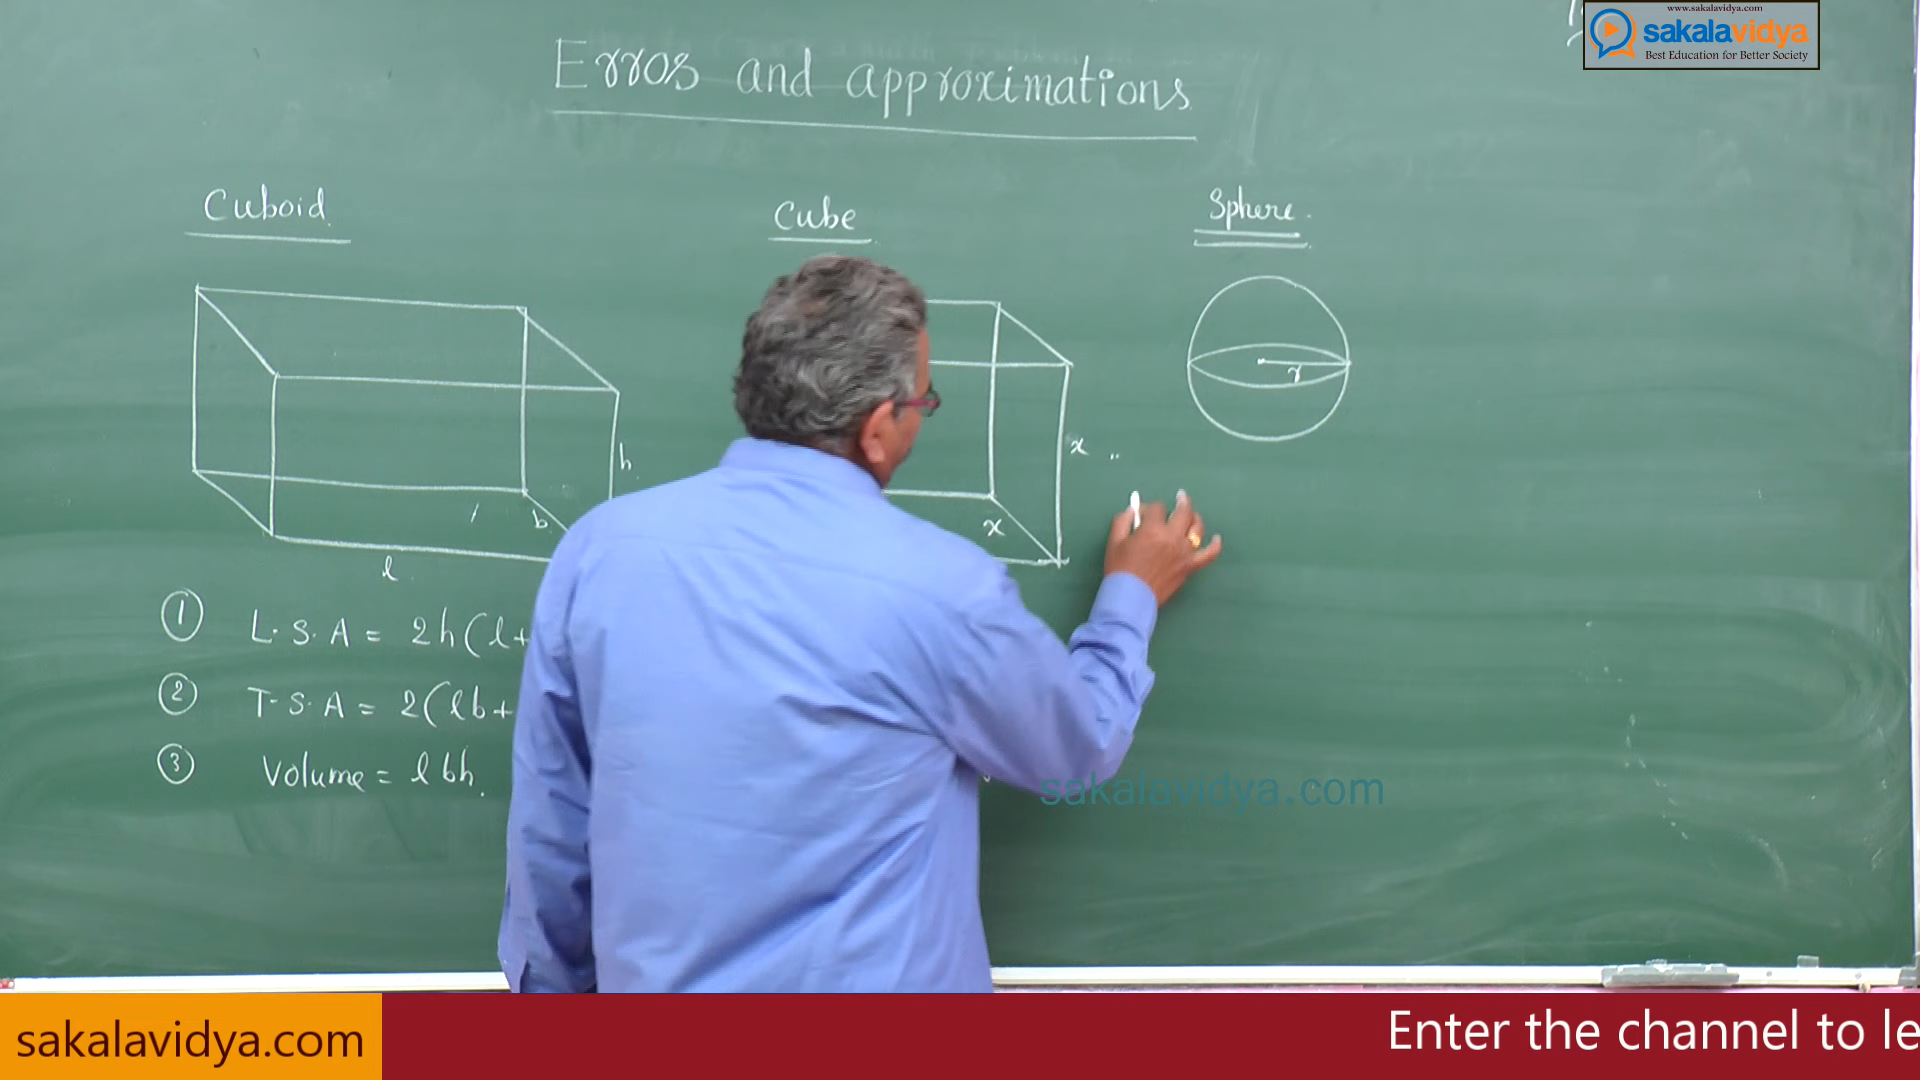 www.sakalavidya.com
sakalavidya
Best Education for Better Society
Erros and approximations
Cuboid
Cube
Sphere.
r
h
x
b
x
l
① L.S.A = 2h(l+
② T.S.A = 2(lb+
③ Volume = lbh.
sakalavidya.com
sakalavidya.com
Enter the channel to le